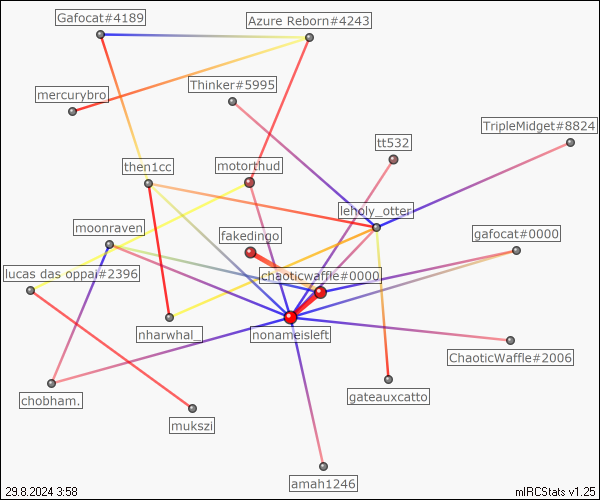 Gafocat#4189
Azure Reborn#4243
Thinker#5995
mercurybro
TripleMidget#8824
tt532
then1cc
motorthud
leholy_otter
moonraven
fakedingo
gafocat#0000
lucas das oppai#2396
chaoticwaffle#0000
nharwhal_
nonameisleft
ChaoticWaffle#2006
chobham.
gateauxcatto
mukszi
amah1246
29.8.2024 3:58
mIRCStats v1.25